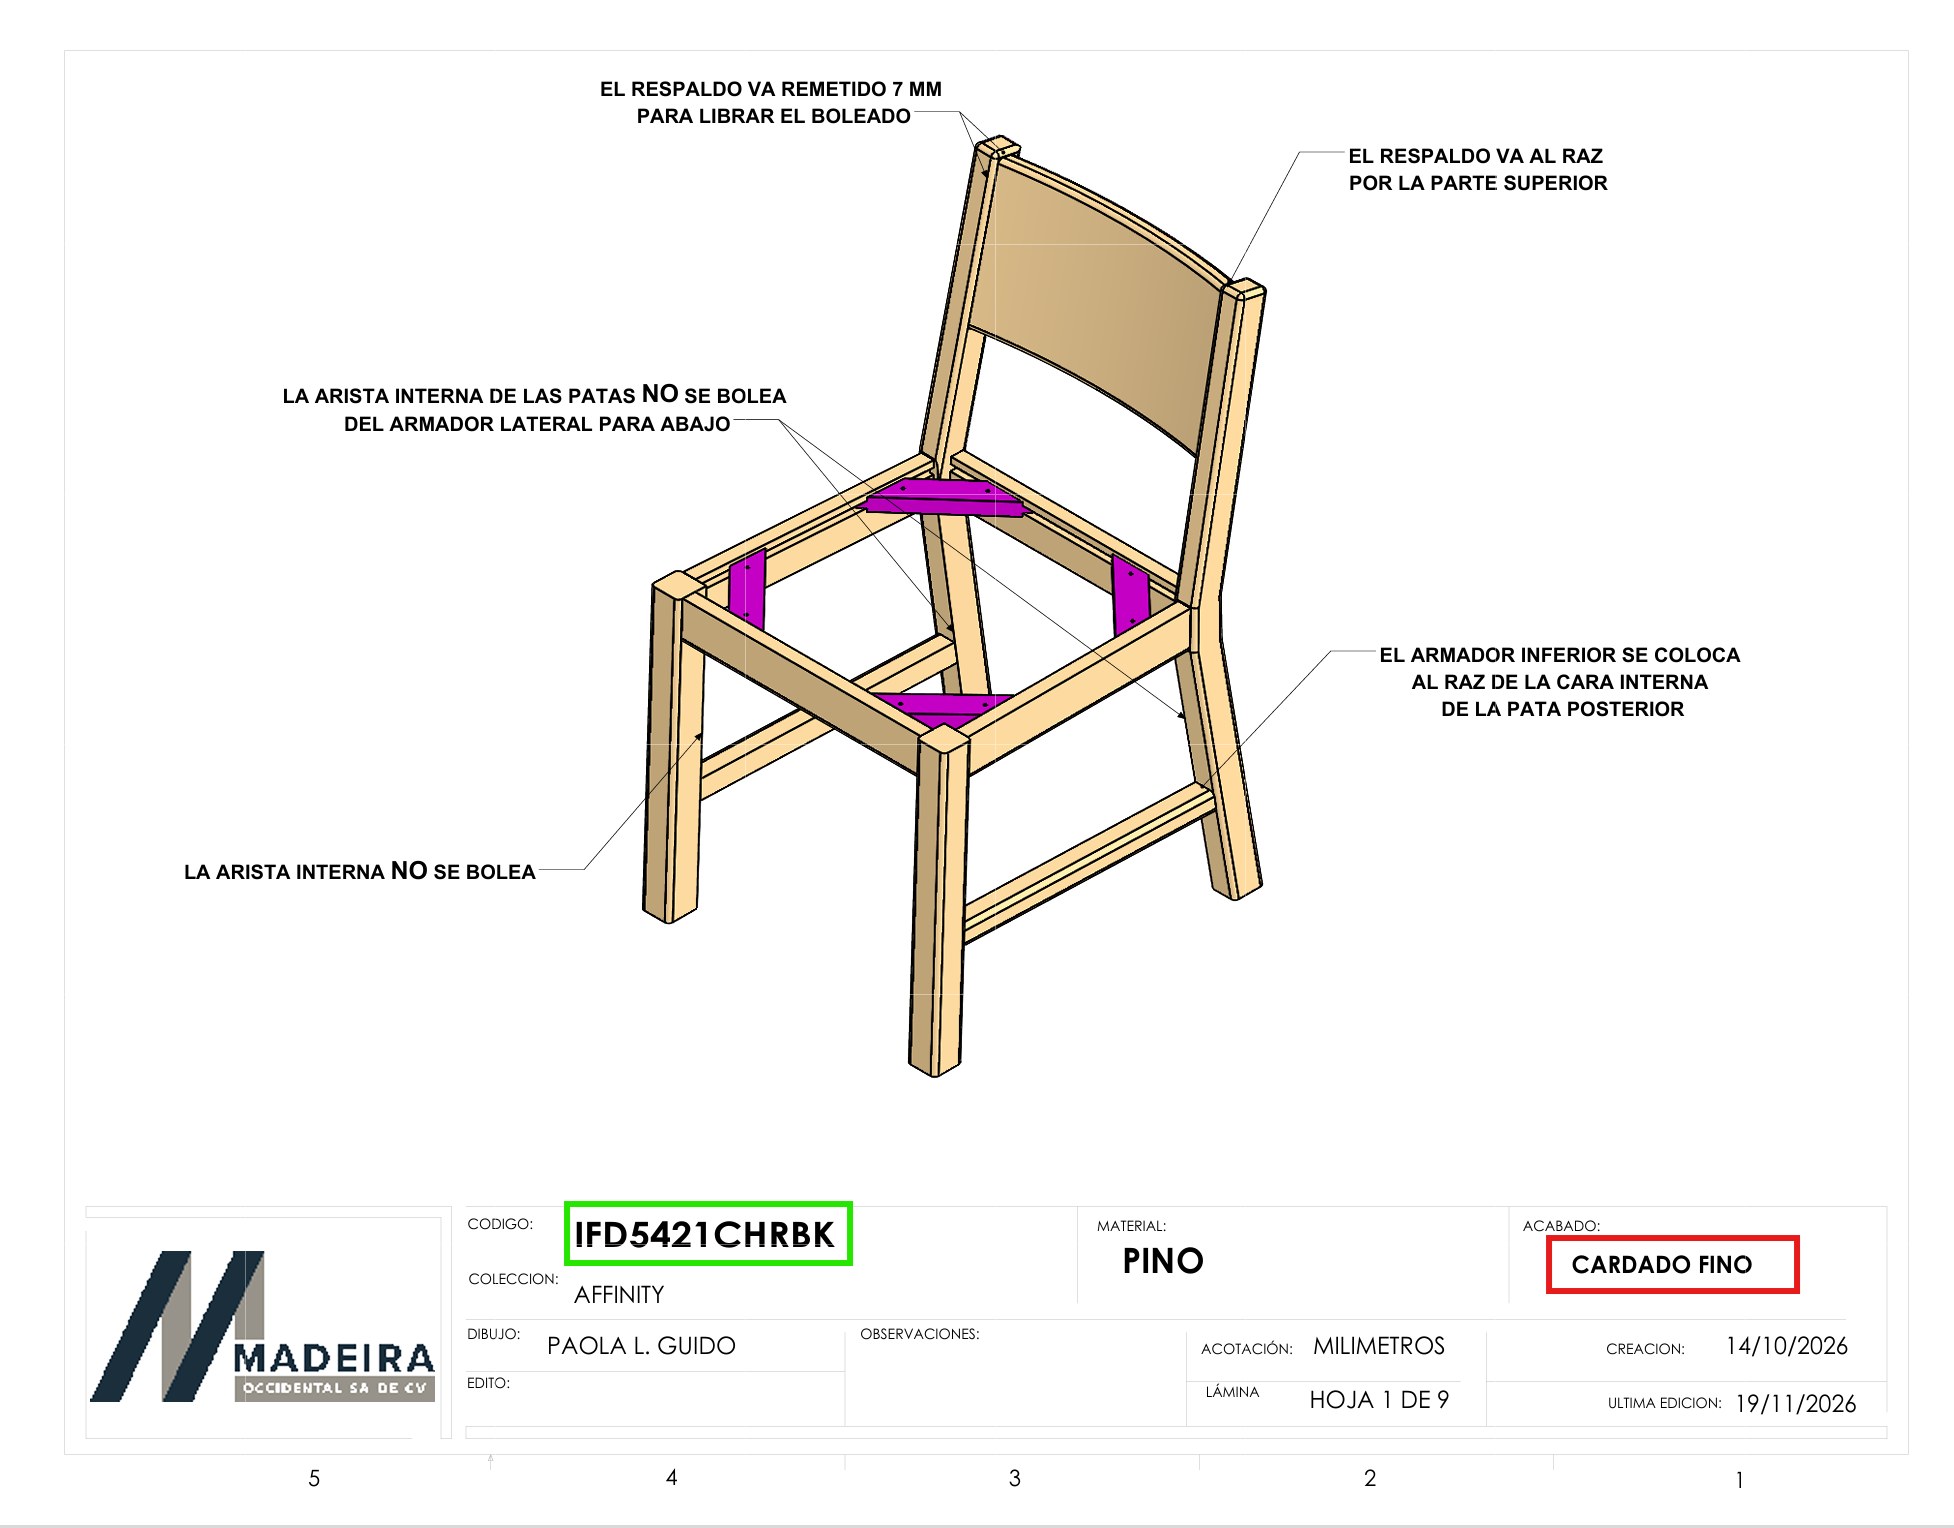 EL RESPALDO VA REMETIDO 7 MM
PARA LIBRAR EL BOLEADO
EL RESPALDO VA AL RAZ
POR LA PARTE SUPERIOR
LA ARISTA INTERNA DE LAS PATAS NO SE BOLEA
DEL ARMADOR LATERAL PARA ABAJO
EL ARMADOR INFERIOR SE COLOCA
AL RAZ DE LA CARA INTERNA
DE LA PATA POSTERIOR
LA ARISTA INTERNA NO SE BOLEA
MADEIRA
OCCIDENTAL SA DE CV
CODIGO: IFD5421CHRBK
COLECCION: AFFINITY
MATERIAL:
PINO
ACABADO:
CARDADO FINO
DIBUJO: PAOLA L. GUIDO
EDITO:
OBSERVACIONES:
ACOTACIÓN: MILIMETROS
LÁMINA HOJA 1 DE 9
CREACION: 14/10/2026
ULTIMA EDICION: 19/11/2026
5 4 3 2 1